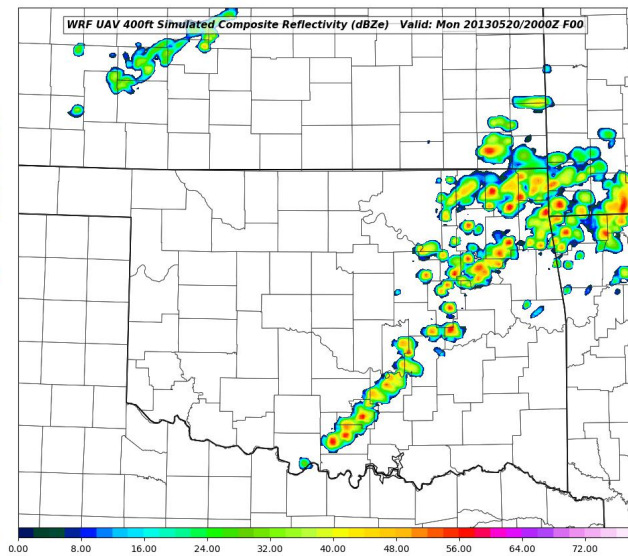 WRF UAV 400ft Simulated Composite Reflectivity (dBZe)   Valid: Mon 20130520/2000Z F00
0.00 8.00 16.00 24.00 32.00 40.00 48.00 56.00 64.00 72.00